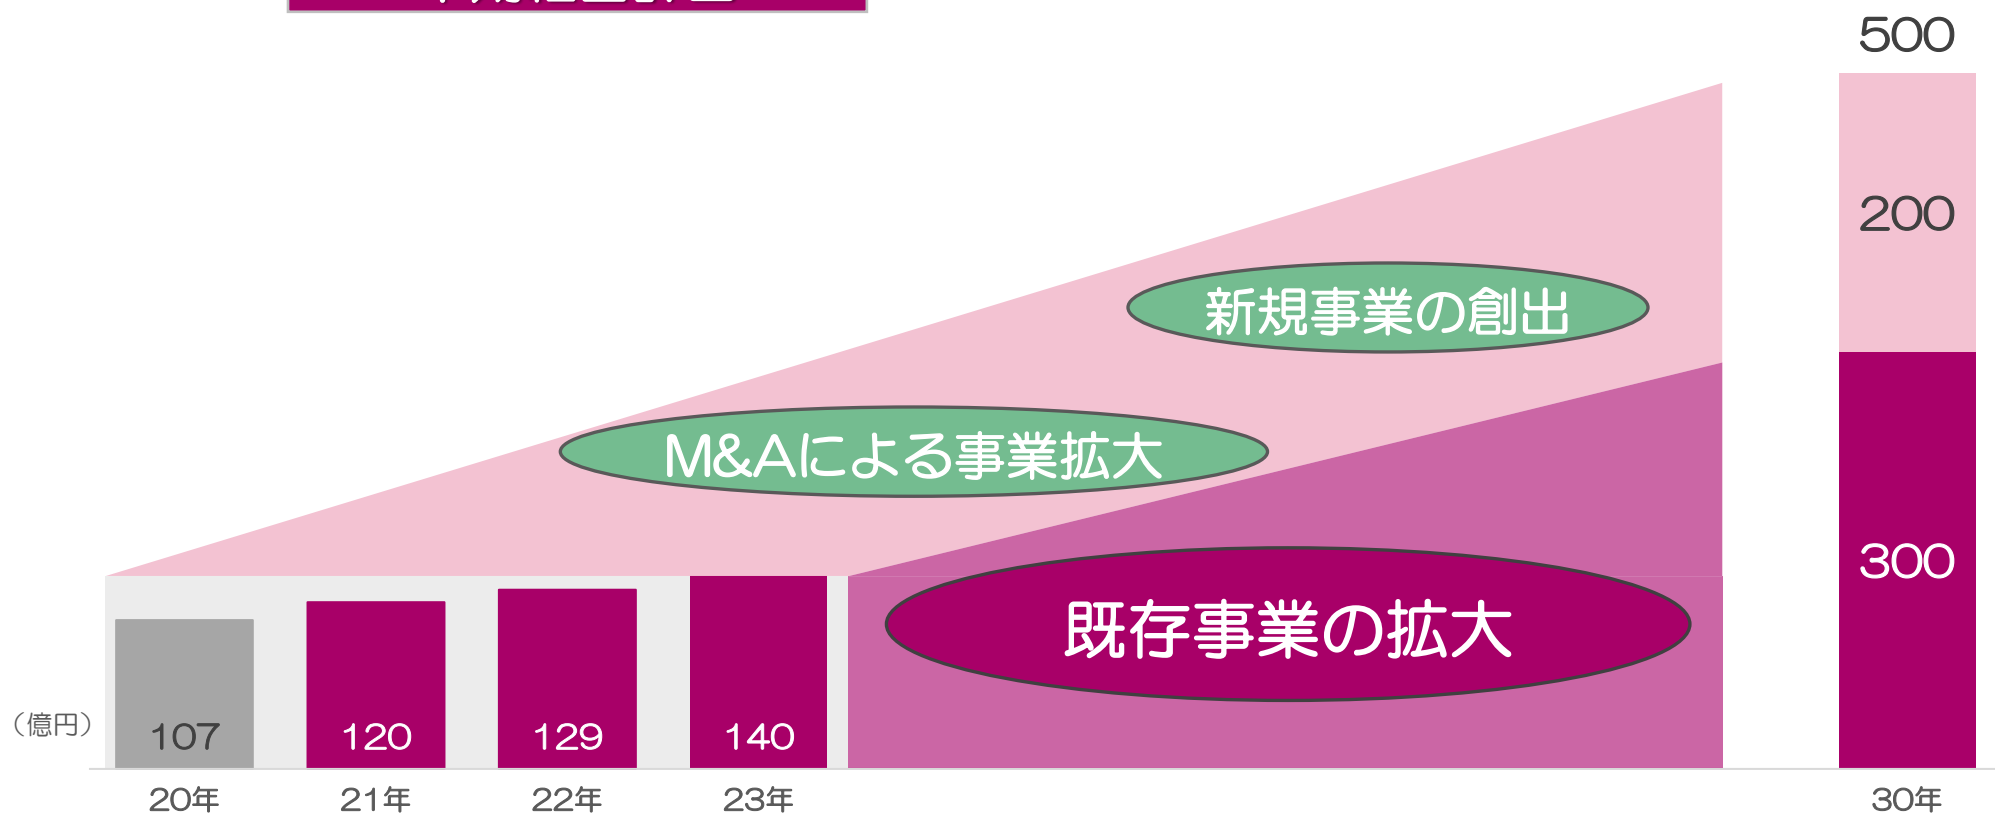 500
200
新規事業の創出
M&Aによる事業拡大
300
既存事業の拡大
（億円）
107
120
129
140
20年
21年
22年
23年
30年